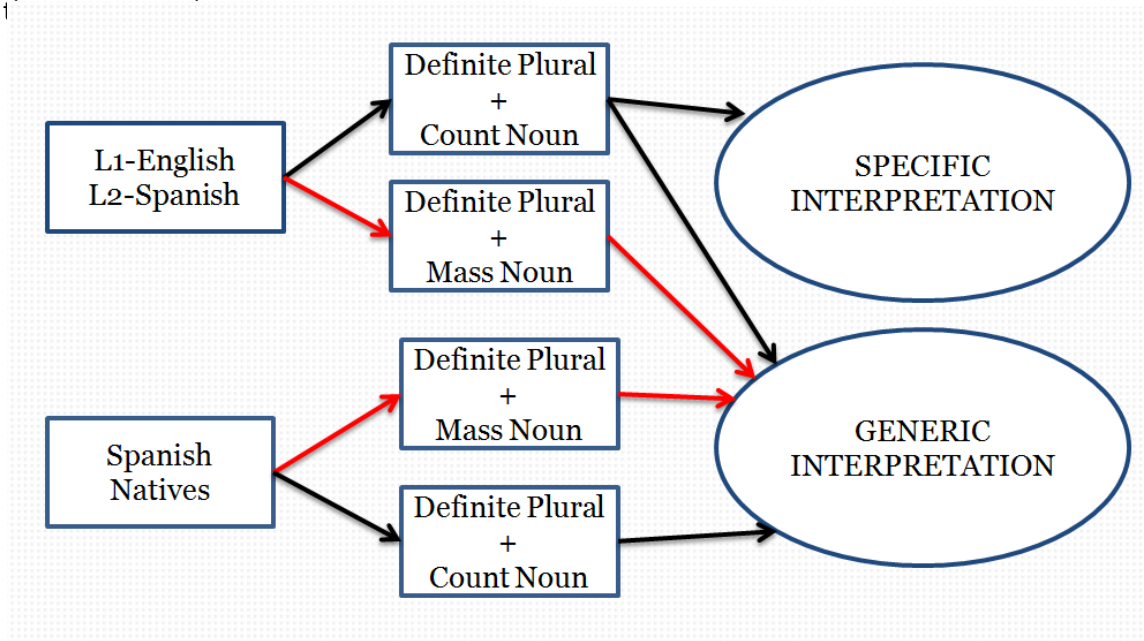 Definite Plural
+
Count Noun
L1-English
L2-Spanish
SPECIFIC
INTERPRETATION
Definite Plural
+
Mass Noun
Definite Plural
+
Mass Noun
Spanish
Natives
GENERIC
INTERPRETATION
Definite Plural
+
Count Noun